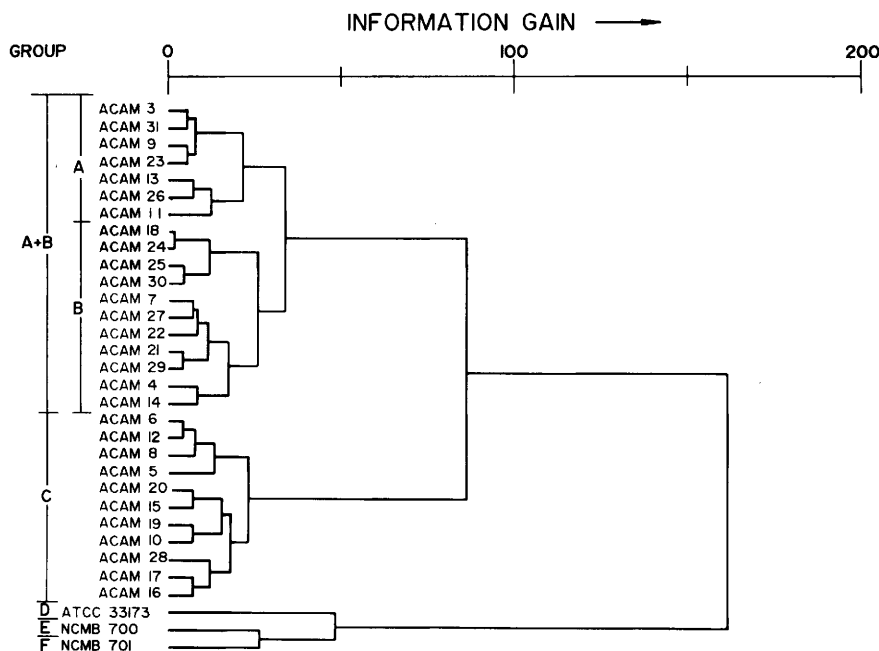 INFORMATION GAIN
GROUP 0 100 200
ACAM 3
ACAM 31
ACAM 9
ACAM 23
A
ACAM 13
ACAM 26
ACAM 11
ACAM 18
A+B
ACAM 24
ACAM 25
ACAM 30
ACAM 7
B
ACAM 27
ACAM 22
ACAM 21
ACAM 29
ACAM 4
ACAM 14
ACAM 6
ACAM 12
ACAM 8
ACAM 5
C
ACAM 20
ACAM 15
ACAM 19
ACAM 10
ACAM 28
ACAM 17
ACAM 16
D ATCC 33173
E NCMB 700
F NCMB 701